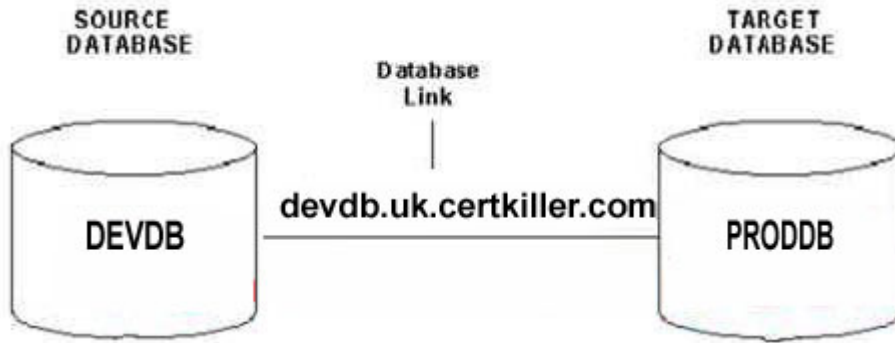 SOURCE
DATABASE
TARGET
DATABASE
Database
Link
devdb.uk.certkiller.com
DEVDB
PRODDB